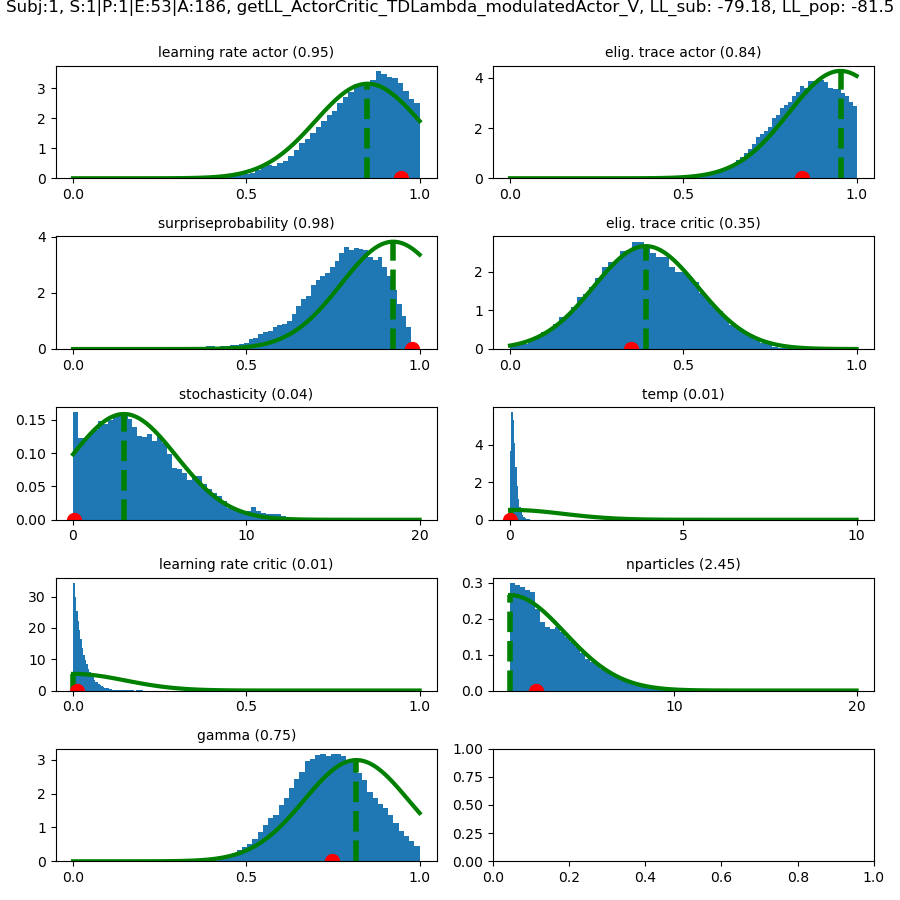 Subj:1, S:1|P:1|E:53|A:186, getLL_ActorCritic_TDLambda_modulatedActor_V, LL_sub: -79.18, LL_pop: -81.5
learning rate actor (0.95)
elig. trace actor (0.84)
3
2
1
0
0.0 0.5 1.0
4
2
0
0.0 0.5 1.0
surpriseprobability (0.98)
elig. trace critic (0.35)
4
2
0
0.0 0.5 1.0
2
1
0
0.0 0.5 1.0
stochasticity (0.04)
temp (0.01)
0.15
0.10
0.05
0.00
0 10 20
4
2
0
0 5 10
learning rate critic (0.01)
nparticles (2.45)
30
20
10
0
0.0 0.5 1.0
0.3
0.2
0.1
0.0
10 20
gamma (0.75)
3
2
1
0
0.0 0.5 1.0
1.00
0.75
0.50
0.25
0.00
0.0 0.2 0.4 0.6 0.8 1.0